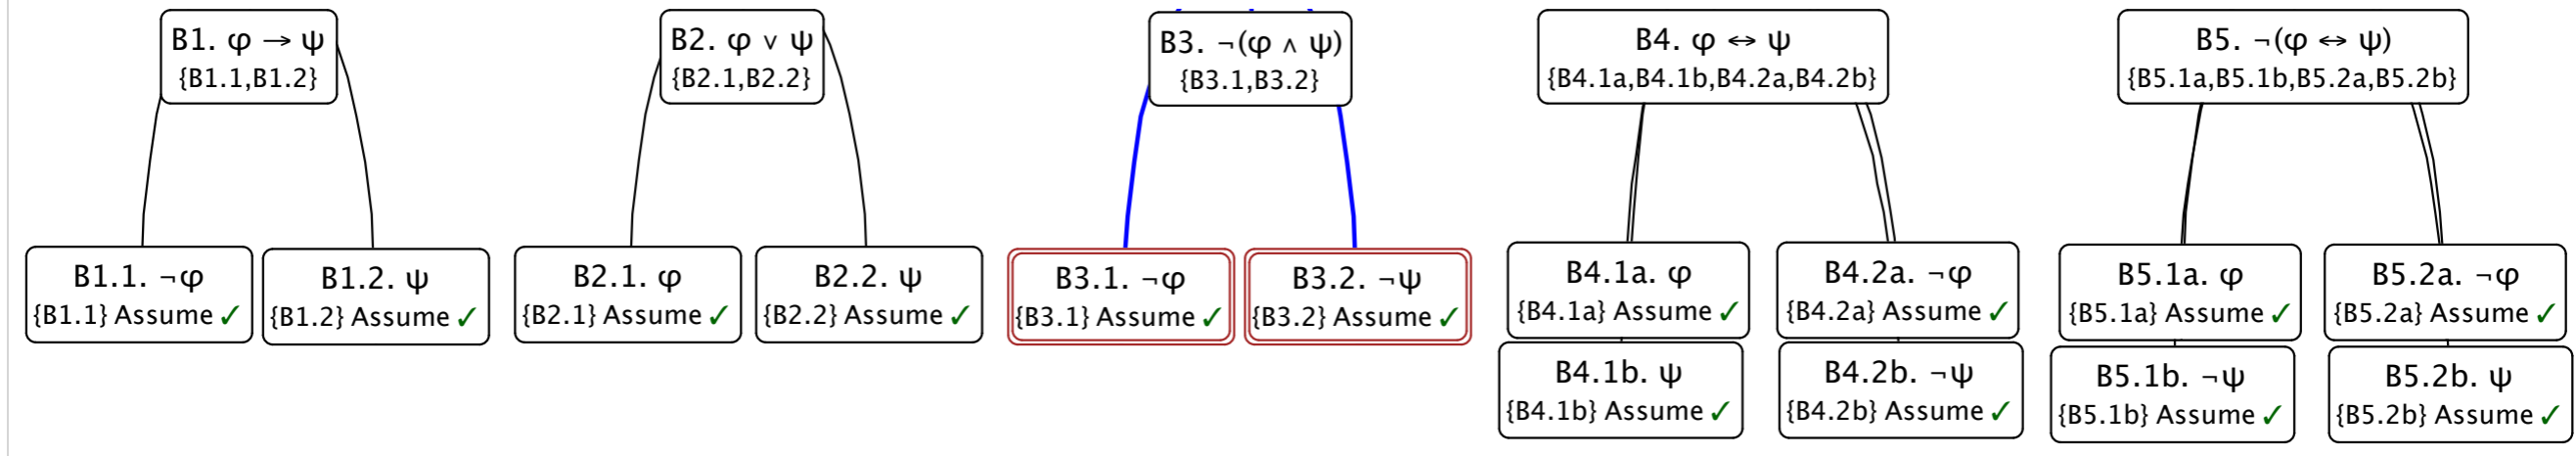 B1. φ → ψ
{B1.1,B1.2}
B1.1. ¬φ
{B1.1} Assume ✓
B1.2. ψ
{B1.2} Assume ✓
B2. φ ∨ ψ
{B2.1,B2.2}
B2.1. φ
{B2.1} Assume ✓
B2.2. ψ
{B2.2} Assume ✓
B3. ¬(φ ∧ ψ)
{B3.1,B3.2}
B3.1. ¬φ
{B3.1} Assume ✓
B3.2. ¬ψ
{B3.2} Assume ✓
B4. φ ↔ ψ
{B4.1a,B4.1b,B4.2a,B4.2b}
B4.1a. φ
{B4.1a} Assume ✓
B4.1b. ψ
{B4.1b} Assume ✓
B4.2a. ¬φ
{B4.2a} Assume ✓
B4.2b. ¬ψ
{B4.2b} Assume ✓
B5. ¬(φ ↔ ψ)
{B5.1a,B5.1b,B5.2a,B5.2b}
B5.1a. φ
{B5.1a} Assume ✓
B5.1b. ¬ψ
{B5.1b} Assume ✓
B5.2a. ¬φ
{B5.2a} Assume ✓
B5.2b. ψ
{B5.2b} Assume ✓